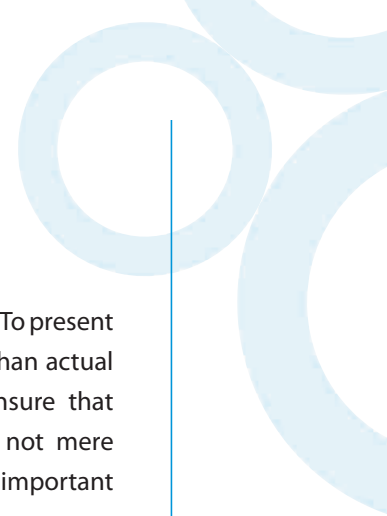 To present
han actual
nsure that
not mere
important